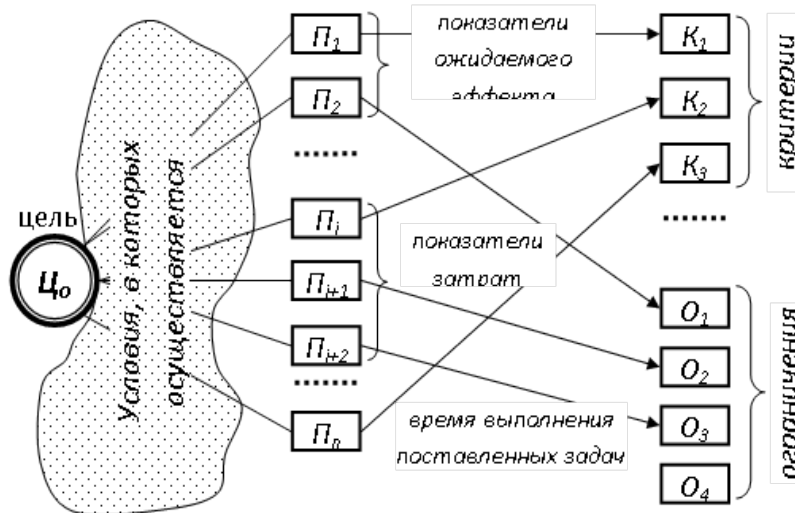 цель
Цо
Условия, в которых
осуществляется
П1
П2
.......
Пi
Пi+1
Пi+2
.......
Пn
показатели
ожидаемого
эффекта
показатели
затрат
время выполнения
поставленных задач
К1
К2
К3
.......
О1
О2
О3
О4
критерии
ограничения